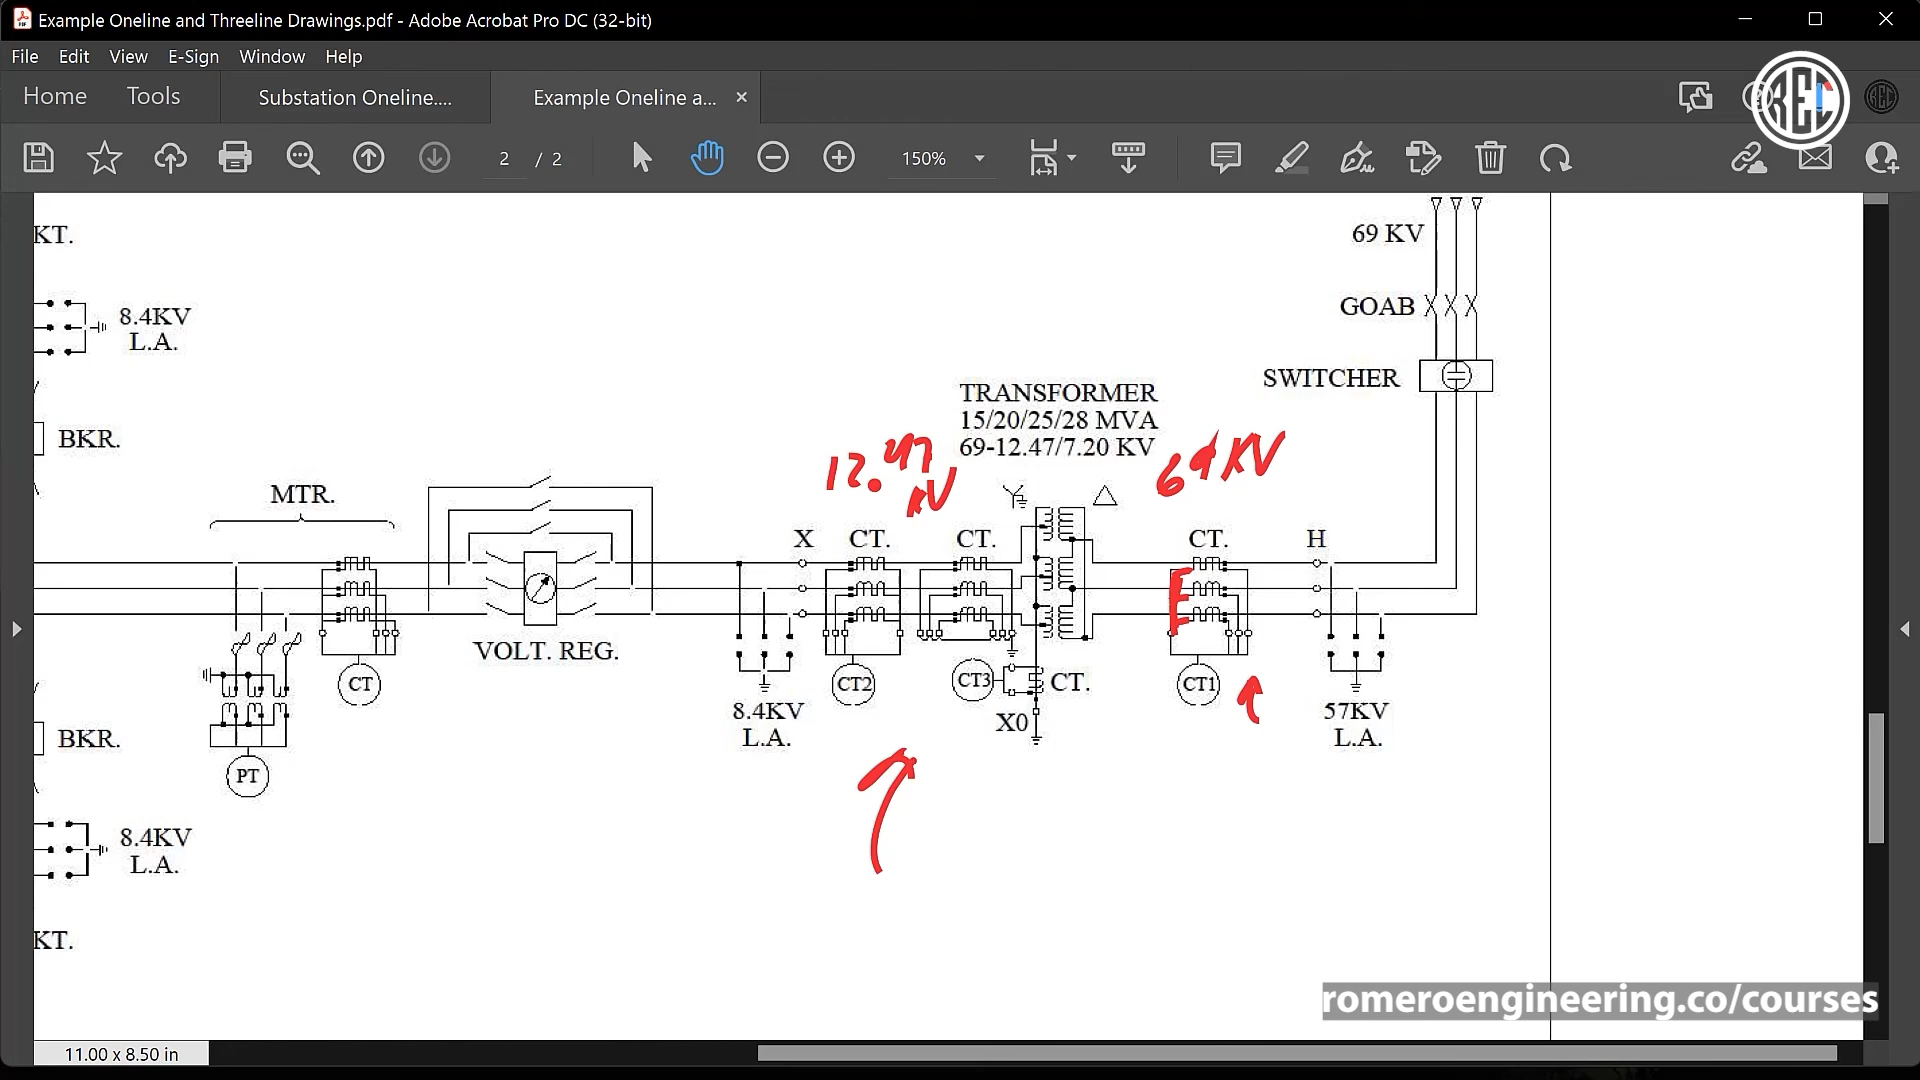 Example Oneline and Threeline Drawings.pdf - Adobe Acrobat Pro DC (32-bit)
File Edit View E-Sign Window Help
Home Tools Substation Oneline.... Example Oneline a... ×
REC
2 / 2 150%
KT.
69 KV
8.4KV
L.A.
GOAB
SWITCHER
TRANSFORMER
15/20/25/28 MVA
69-12.47/7.20 KV
BKR.
12.47
KV
69 KV
MTR.
X CT. CT. CT. H
VOLT. REG.
CT CT2 CT3 CT. CT1
8.4KV
L.A.
X0
57KV
L.A.
BKR.
PT
8.4KV
L.A.
KT.
romeroengineering.co/courses
11.00 x 8.50 in